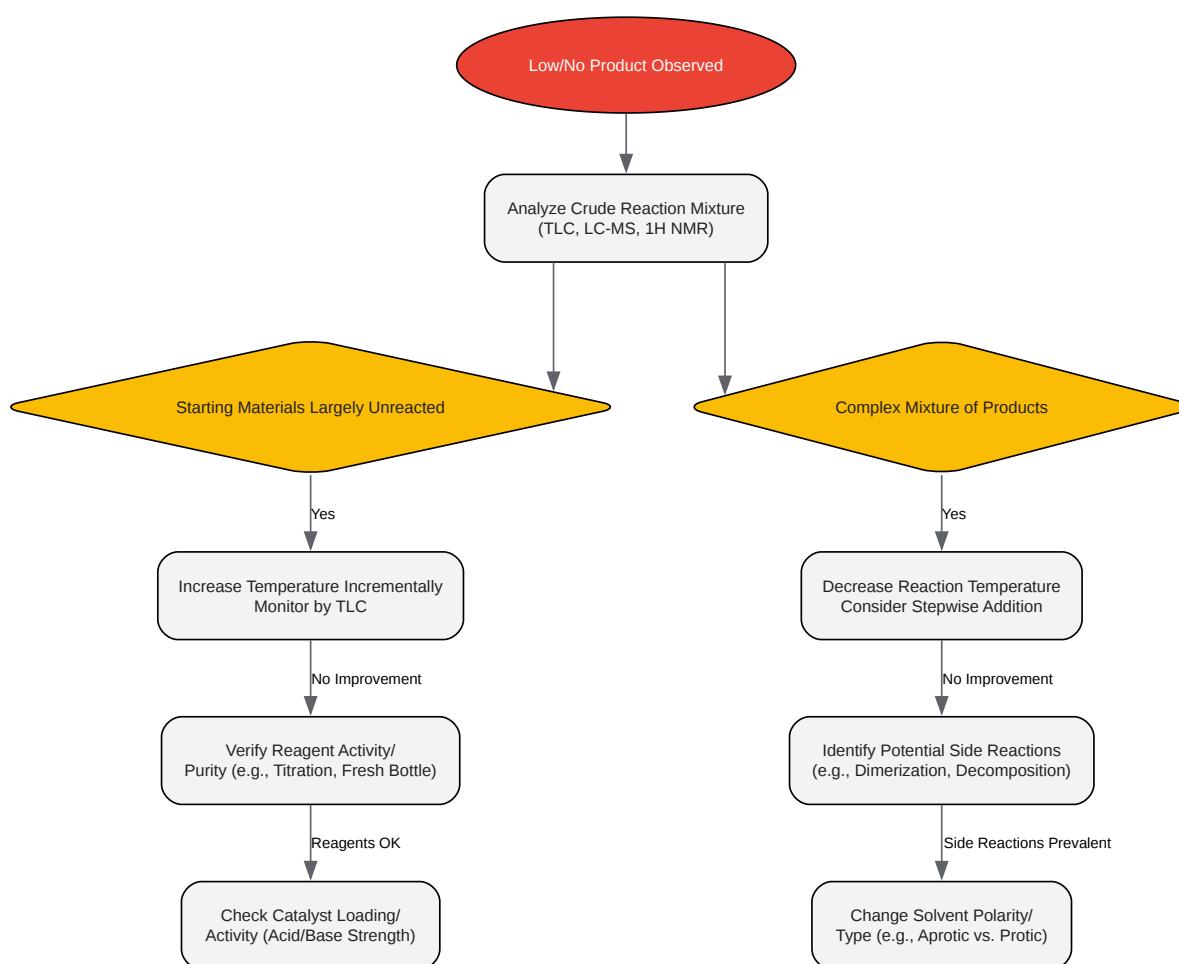 Low/No Product Observed
Analyze Crude Reaction Mixture
(TLC, LC-MS, 1H NMR)
Starting Materials Largely Unreacted
Complex Mixture of Products
Yes
Yes
Increase Temperature Incrementally
Monitor by TLC
Decrease Reaction Temperature
Consider Stepwise Addition
No Improvement
No Improvement
Verify Reagent Activity/
Purity (e.g., Titration, Fresh Bottle)
Identify Potential Side Reactions
(e.g., Dimerization, Decomposition)
Reagents OK
Side Reactions Prevalent
Check Catalyst Loading/
Activity (Acid/Base Strength)
Change Solvent Polarity/
Type (e.g., Aprotic vs. Protic)